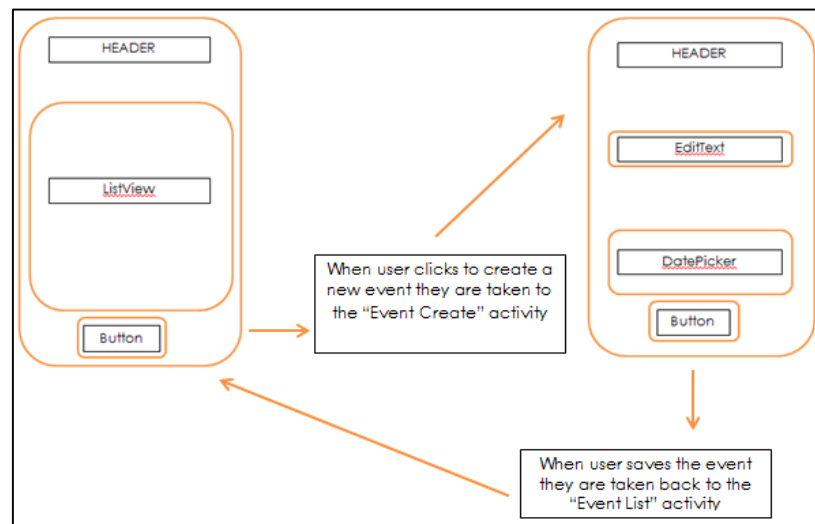 HEADER
ListView
Button
When user clicks to create a
new event they are taken to
the “Event Create” activity
HEADER
EditText
DatePicker
Button
When user saves the event
they are taken back to the
“Event List” activity